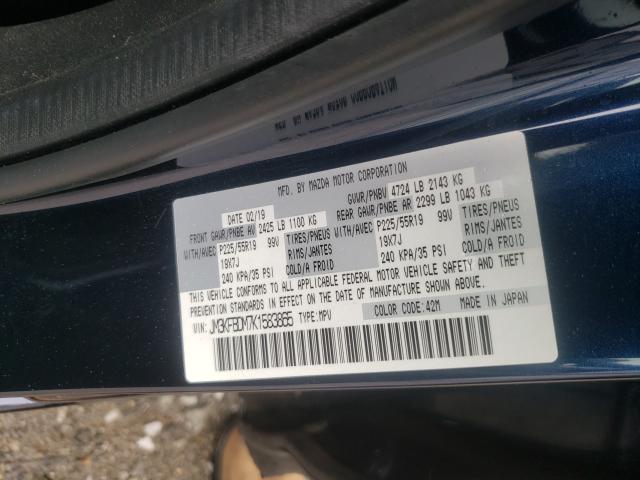 MFD. BY MAZDA MOTOR CORPORATION
DATE 02/19 GVWR/PNBV 4724 LB 2143 KG
FRONT GAWR/PNBE AV 2425 LB 1100 KG REAR GAWR/PNBE AR 2299 LB 1043 KG
WITH/AVEC P225/55R19 99V TIRES/PNEUS WITH/AVEC P225/55R19 99V TIRES/PNEUS
19X7J RIMS/JANTES 19X7J RIMS/JANTES
240 KPA/35 PSI COLD/A FROID 240 KPA/35 PSI COLD/A FROID
THIS VEHICLE CONFORMS TO ALL APPLICABLE FEDERAL MOTOR VEHICLE SAFETY AND THEFT
PREVENTION STANDARDS IN EFFECT ON THE DATE OF MANUFACTURE SHOWN ABOVE.
VIN: JM3KFBDM7K1583865 TYPE: MPV COLOR CODE: 42M MADE IN JAPAN